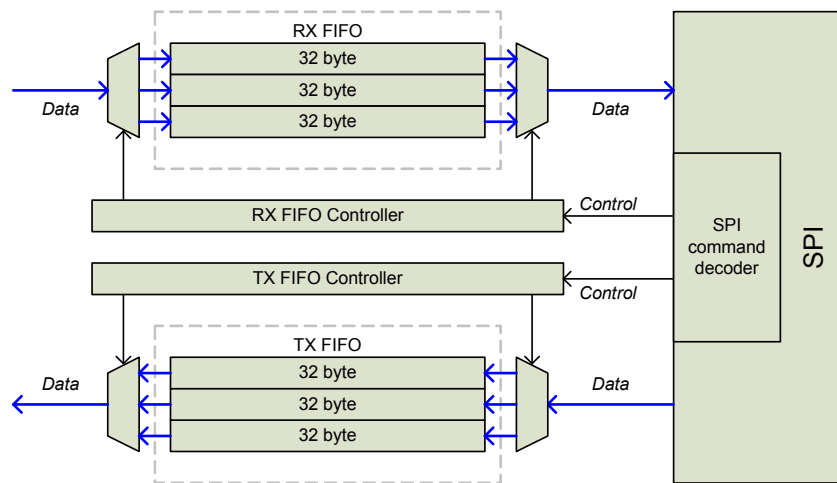 RX FIFO
32 byte
32 byte
32 byte
Data
Data
RX FIFO Controller
Control
SPI
command
decoder
SPI
TX FIFO Controller
Control
TX FIFO
32 byte
32 byte
32 byte
Data
Data